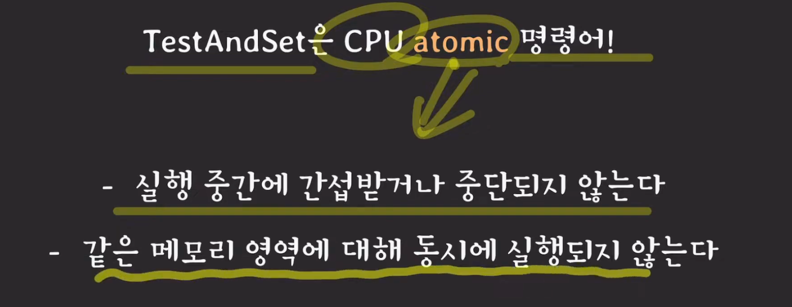 TestAndSet은 CPU atomic 명령어!
- 실행 중간에 간섭받거나 중단되지 않는다
- 같은 메모리 영역에 대해 동시에 실행되지 않는다